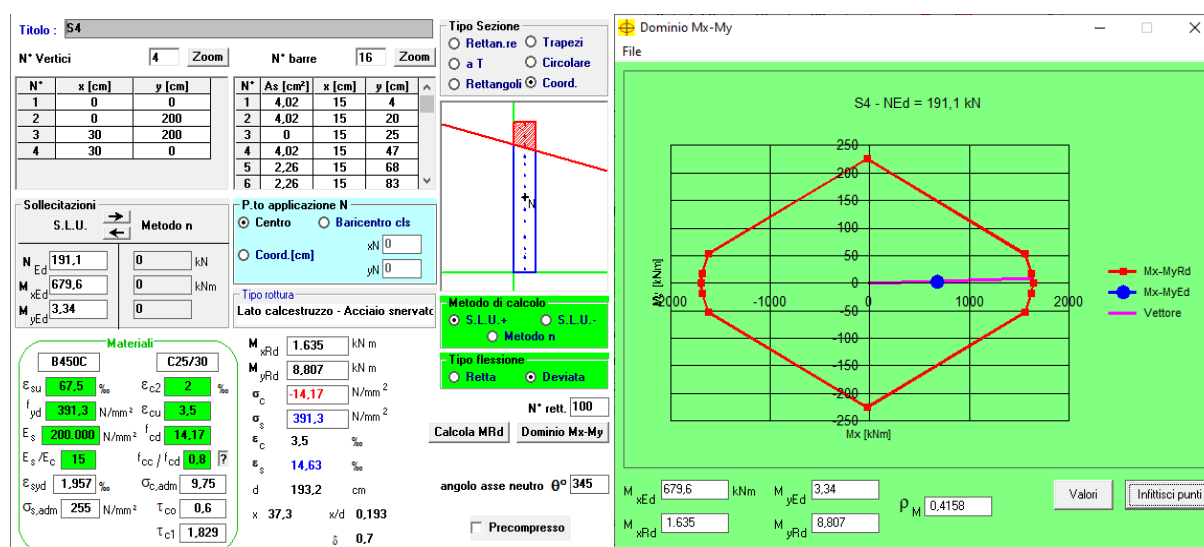 Titolo : S4
N° Vertici 4 Zoom N° barre 16 Zoom
N° x [cm] y [cm]
1 0 0
2 0 200
3 30 200
4 30 0
N° As [cm²] x [cm] y [cm]
1 4,02 15 4
2 4,02 15 20
3 0 15 25
4 4,02 15 47
5 2,26 15 68
6 2,26 15 83
Tipo Sezione
Rettan.re Trapezi
a T Circolare
Rettangoli Coord.
N
Sollecitazioni
S.L.U. Metodo n
N Ed 191,1 0 kN
M xEd 679,6 0 kNm
M yEd 3,34 0
P.to applicazione N
Centro Baricentro cls
Coord.[cm] xN 0
yN 0
Tipo rottura
Lato calcestruzzo - Acciaio snervato
Metodo di calcolo
S.L.U.+ S.L.U.-
Metodo n
Tipo flessione
Retta Deviata
N° rett. 100
Calcola MRd Dominio Mx-My
angolo asse neutro θ° 345
Precompresso
Materiali
B450C C25/30
εsu 67,5 ‰ εc2 2 ‰
fyd 391,3 N/mm² εcu 3,5
Es 200.000 N/mm² fcd 14,17
Es /Ec 15 fcc / fcd 0,8 ?
εsyd 1,957 ‰ σc,adm 9,75
σs,adm 255 N/mm² τco 0,6
τc1 1,829
M xRd 1.635 kN m
M yRd 8,807 kN m
σc -14,17 N/mm²
σs 391,3 N/mm²
εc 3,5 ‰
εs 14,63 ‰
d 193,2 cm
x 37,3 x/d 0,193
δ 0,7
Dominio Mx-My
File
S4 - NEd = 191,1 kN
250
200
150
100
50
0
-50
-100
-150
-200
-250
-1000 0 1000 2000
Mx [kNm]
Mx-MyRd
Mx-MyEd
Vettore
M xEd 679,6 kNm M yEd 3,34
M xRd 1.635 M yRd 8,807
ρ M 0,4158
Valori Infittisci punti